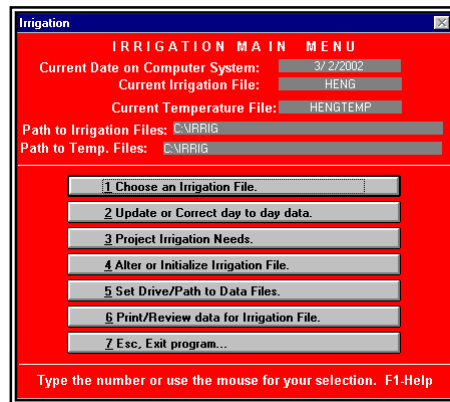 Irrigation
IRRIGATION MAIN MENU
Current Date on Computer System: 3/ 2/2002
Current Irrigation File: HENG
Current Temperature File: HENGTEMP
Path to Irrigation Files: C:\IRRIG
Path to Temp. Files: C:\IRRIG
1 Choose an Irrigation File.
2 Update or Correct day to day data.
3 Project Irrigation Needs.
4 Alter or Initialize Irrigation File.
5 Set Drive/Path to Data Files.
6 Print/Review data for Irrigation File.
7 Esc, Exit program...
Type the number or use the mouse for your selection. F1-Help